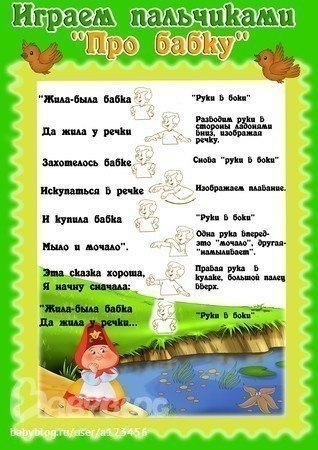 Играем пальчиками
"Про бабку"
"Жила-была бабка
"Руки в боки"
Да жила у речки
Разводим руки в
стороны ладонями
вниз, изображая
речку.
Захотелось бабке
Снова "руки в боки"
Искупаться в речке
Изображаем плавание.
И купила бабка
"Руки в боки"
Мыло и мочало".
Одна рука вперед-
это "мочало", другая-
"намыливает".
Эта сказка хороша,
Я начну сначала:
Правая рука в
кулаке, большой палец
вверх.
"Жила-была бабка
Да жила у речки...
"Руки в боки"
babyblog.ru/user/a123456